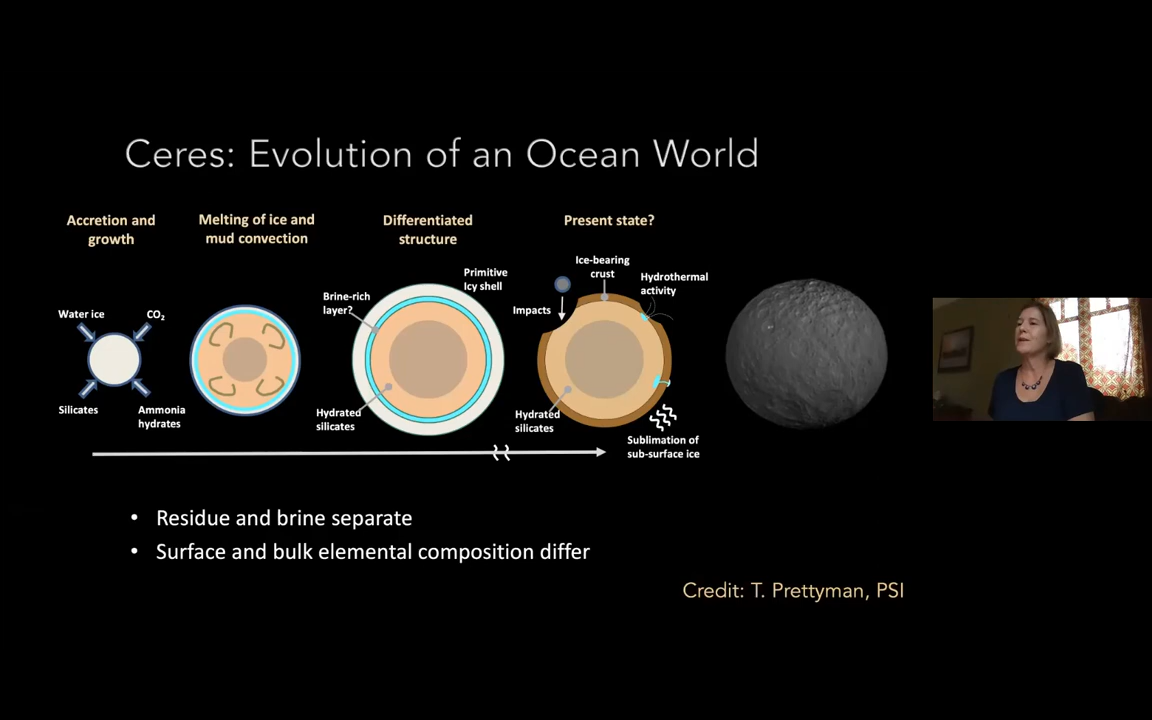 Ceres: Evolution of an Ocean World
Accretion and
growth
Melting of ice and
mud convection
Differentiated
structure
Present state?
Water ice
CO₂
Silicates
Ammonia
hydrates
Brine-rich
layer?
Primitive
Icy shell
Hydrated
silicates
Impacts
Ice-bearing
crust
Hydrothermal
activity
Hydrated
silicates
Sublimation of
sub-surface ice
• Residue and brine separate
• Surface and bulk elemental composition differ
Credit: T. Prettyman, PSI